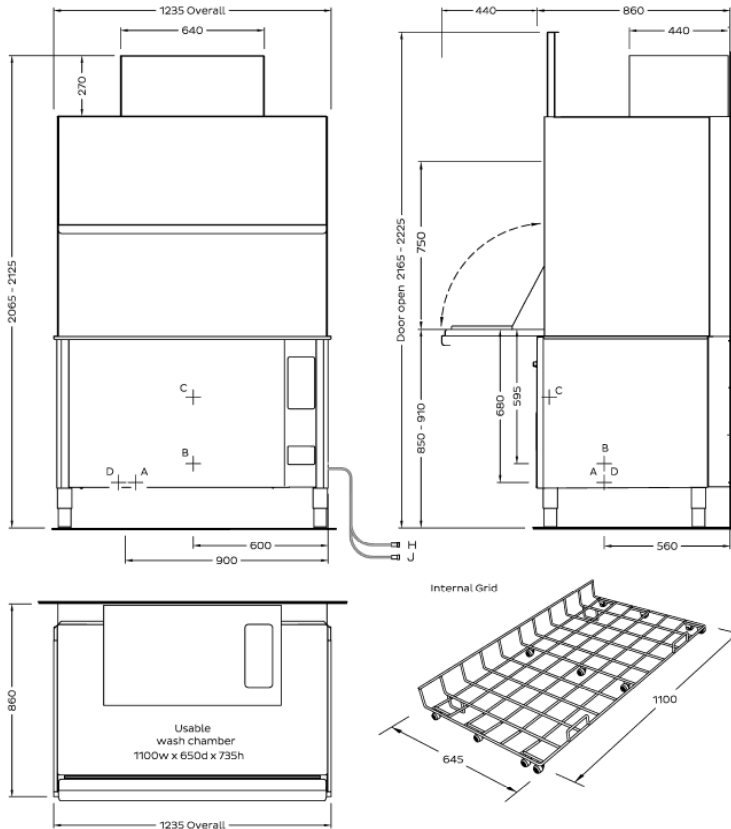 1235 Overall
640
270
2065 - 2125
C
B
D
A
600
900
H
J
440
860
440
Door open 2165 - 2225
750
850 - 910
680
595
C
B
A
D
560
860
Usable
wash chamber
1100w x 650d x 735h
1235 Overall
Internal Grid
645
1100